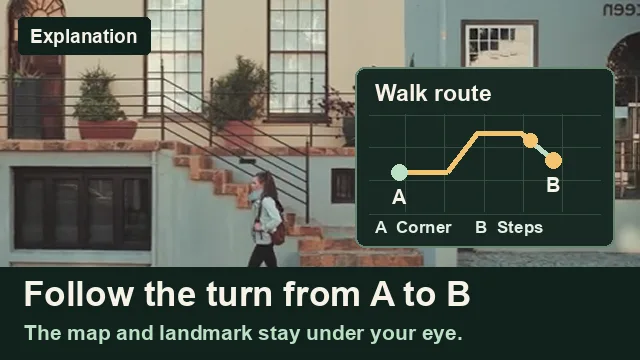 Explanation
Walk route
A
B
A Corner B Steps
Follow the turn from A to B
The map and landmark stay under your eye.